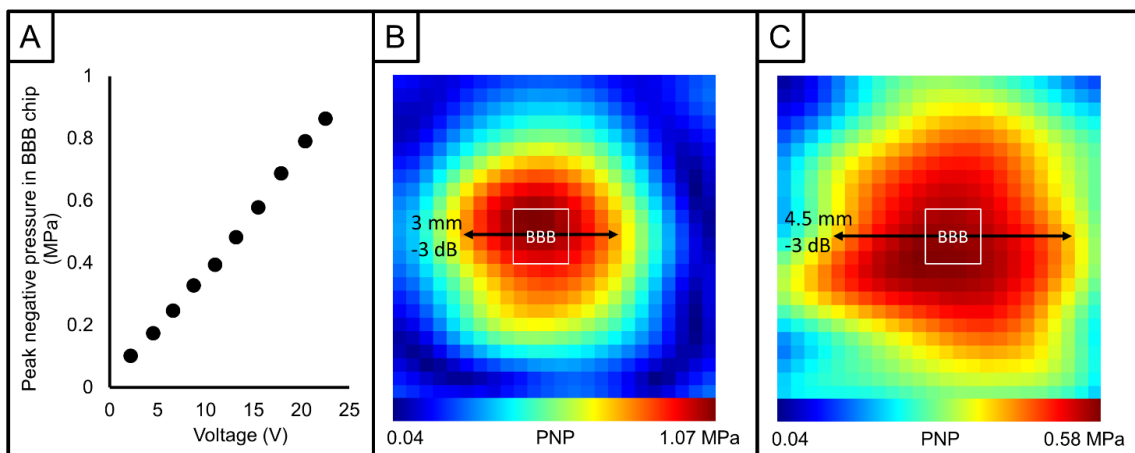 A
Peak negative pressure in BBB chip
(MPa)
1
0.8
0.6
0.4
0.2
0
0 5 10 15 20 25
Voltage (V)
B
3 mm
-3 dB
BBB
0.04 PNP 1.07 MPa
C
4.5 mm
-3 dB
BBB
0.04 PNP 0.58 MPa